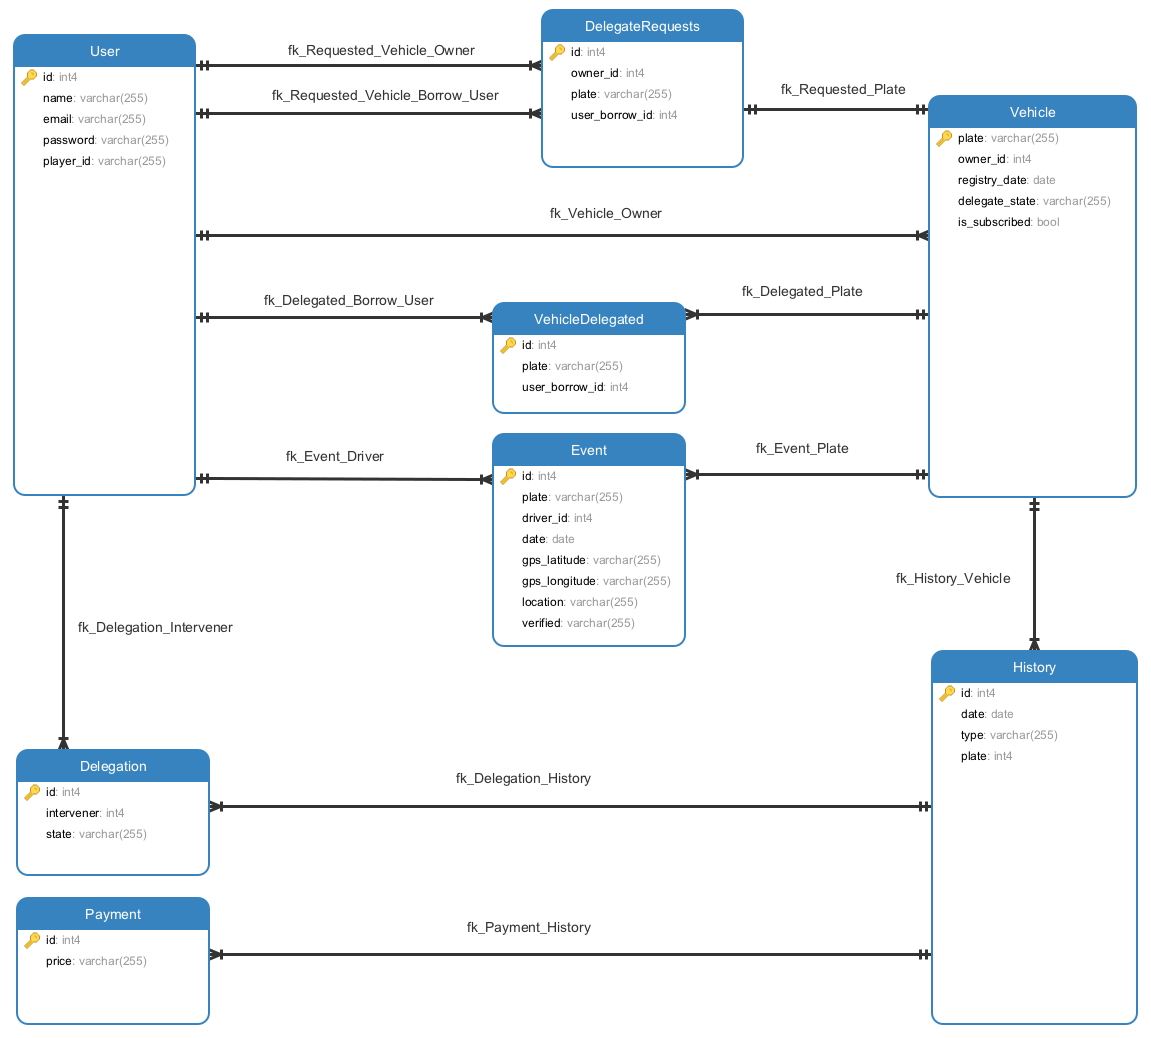 User
id: int4
name: varchar(255)
email: varchar(255)
password: varchar(255)
player_id: varchar(255)
fk_Requested_Vehicle_Owner
fk_Requested_Vehicle_Borrow_User
DelegateRequests
id: int4
owner_id: int4
plate: varchar(255)
user_borrow_id: int4
fk_Requested_Plate
Vehicle
plate: varchar(255)
owner_id: int4
registry_date: date
delegate_state: varchar(255)
is_subscribed: bool
fk_Vehicle_Owner
fk_Delegated_Borrow_User
VehicleDelegated
id: int4
plate: varchar(255)
user_borrow_id: int4
fk_Delegated_Plate
fk_Event_Driver
Event
id: int4
plate: varchar(255)
driver_id: int4
date: date
gps_latitude: varchar(255)
gps_longitude: varchar(255)
location: varchar(255)
verified: varchar(255)
fk_Event_Plate
fk_History_Vehicle
fk_Delegation_Intervener
History
id: int4
date: date
type: varchar(255)
plate: int4
Delegation
id: int4
intervener: int4
state: varchar(255)
fk_Delegation_History
Payment
id: int4
price: varchar(255)
fk_Payment_History